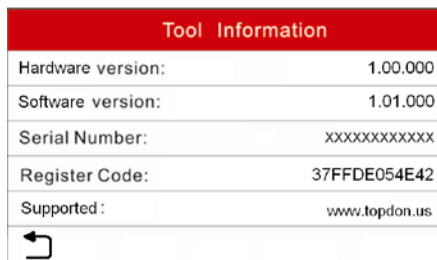 Tool Information
Hardware version: 1.00.000
Software version: 1.01.000
Serial Number: XXXXXXXXXXXX
Register Code: 37FFDE054E42
Supported: www.topdon.us